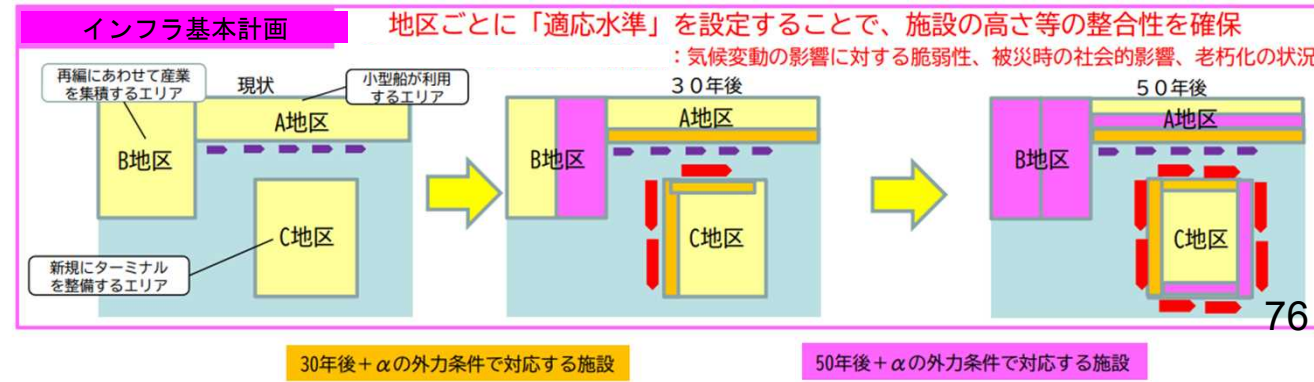 インフラ基本計画
地区ごとに「適応水準」を設定することで、施設の高さ等の整合性を確保
：気候変動の影響に対する脆弱性、被災時の社会的影響、老朽化の状況
再編にあわせて産業
を集積するエリア
現状
小型船が利用
するエリア
A地区
B地区
C地区
新規にターミナル
を整備するエリア
３０年後
A地区
B地区
C地区
５０年後
A地区
B地区
C地区
76
30年後＋αの外力条件で対応する施設
50年後＋αの外力条件で対応する施設